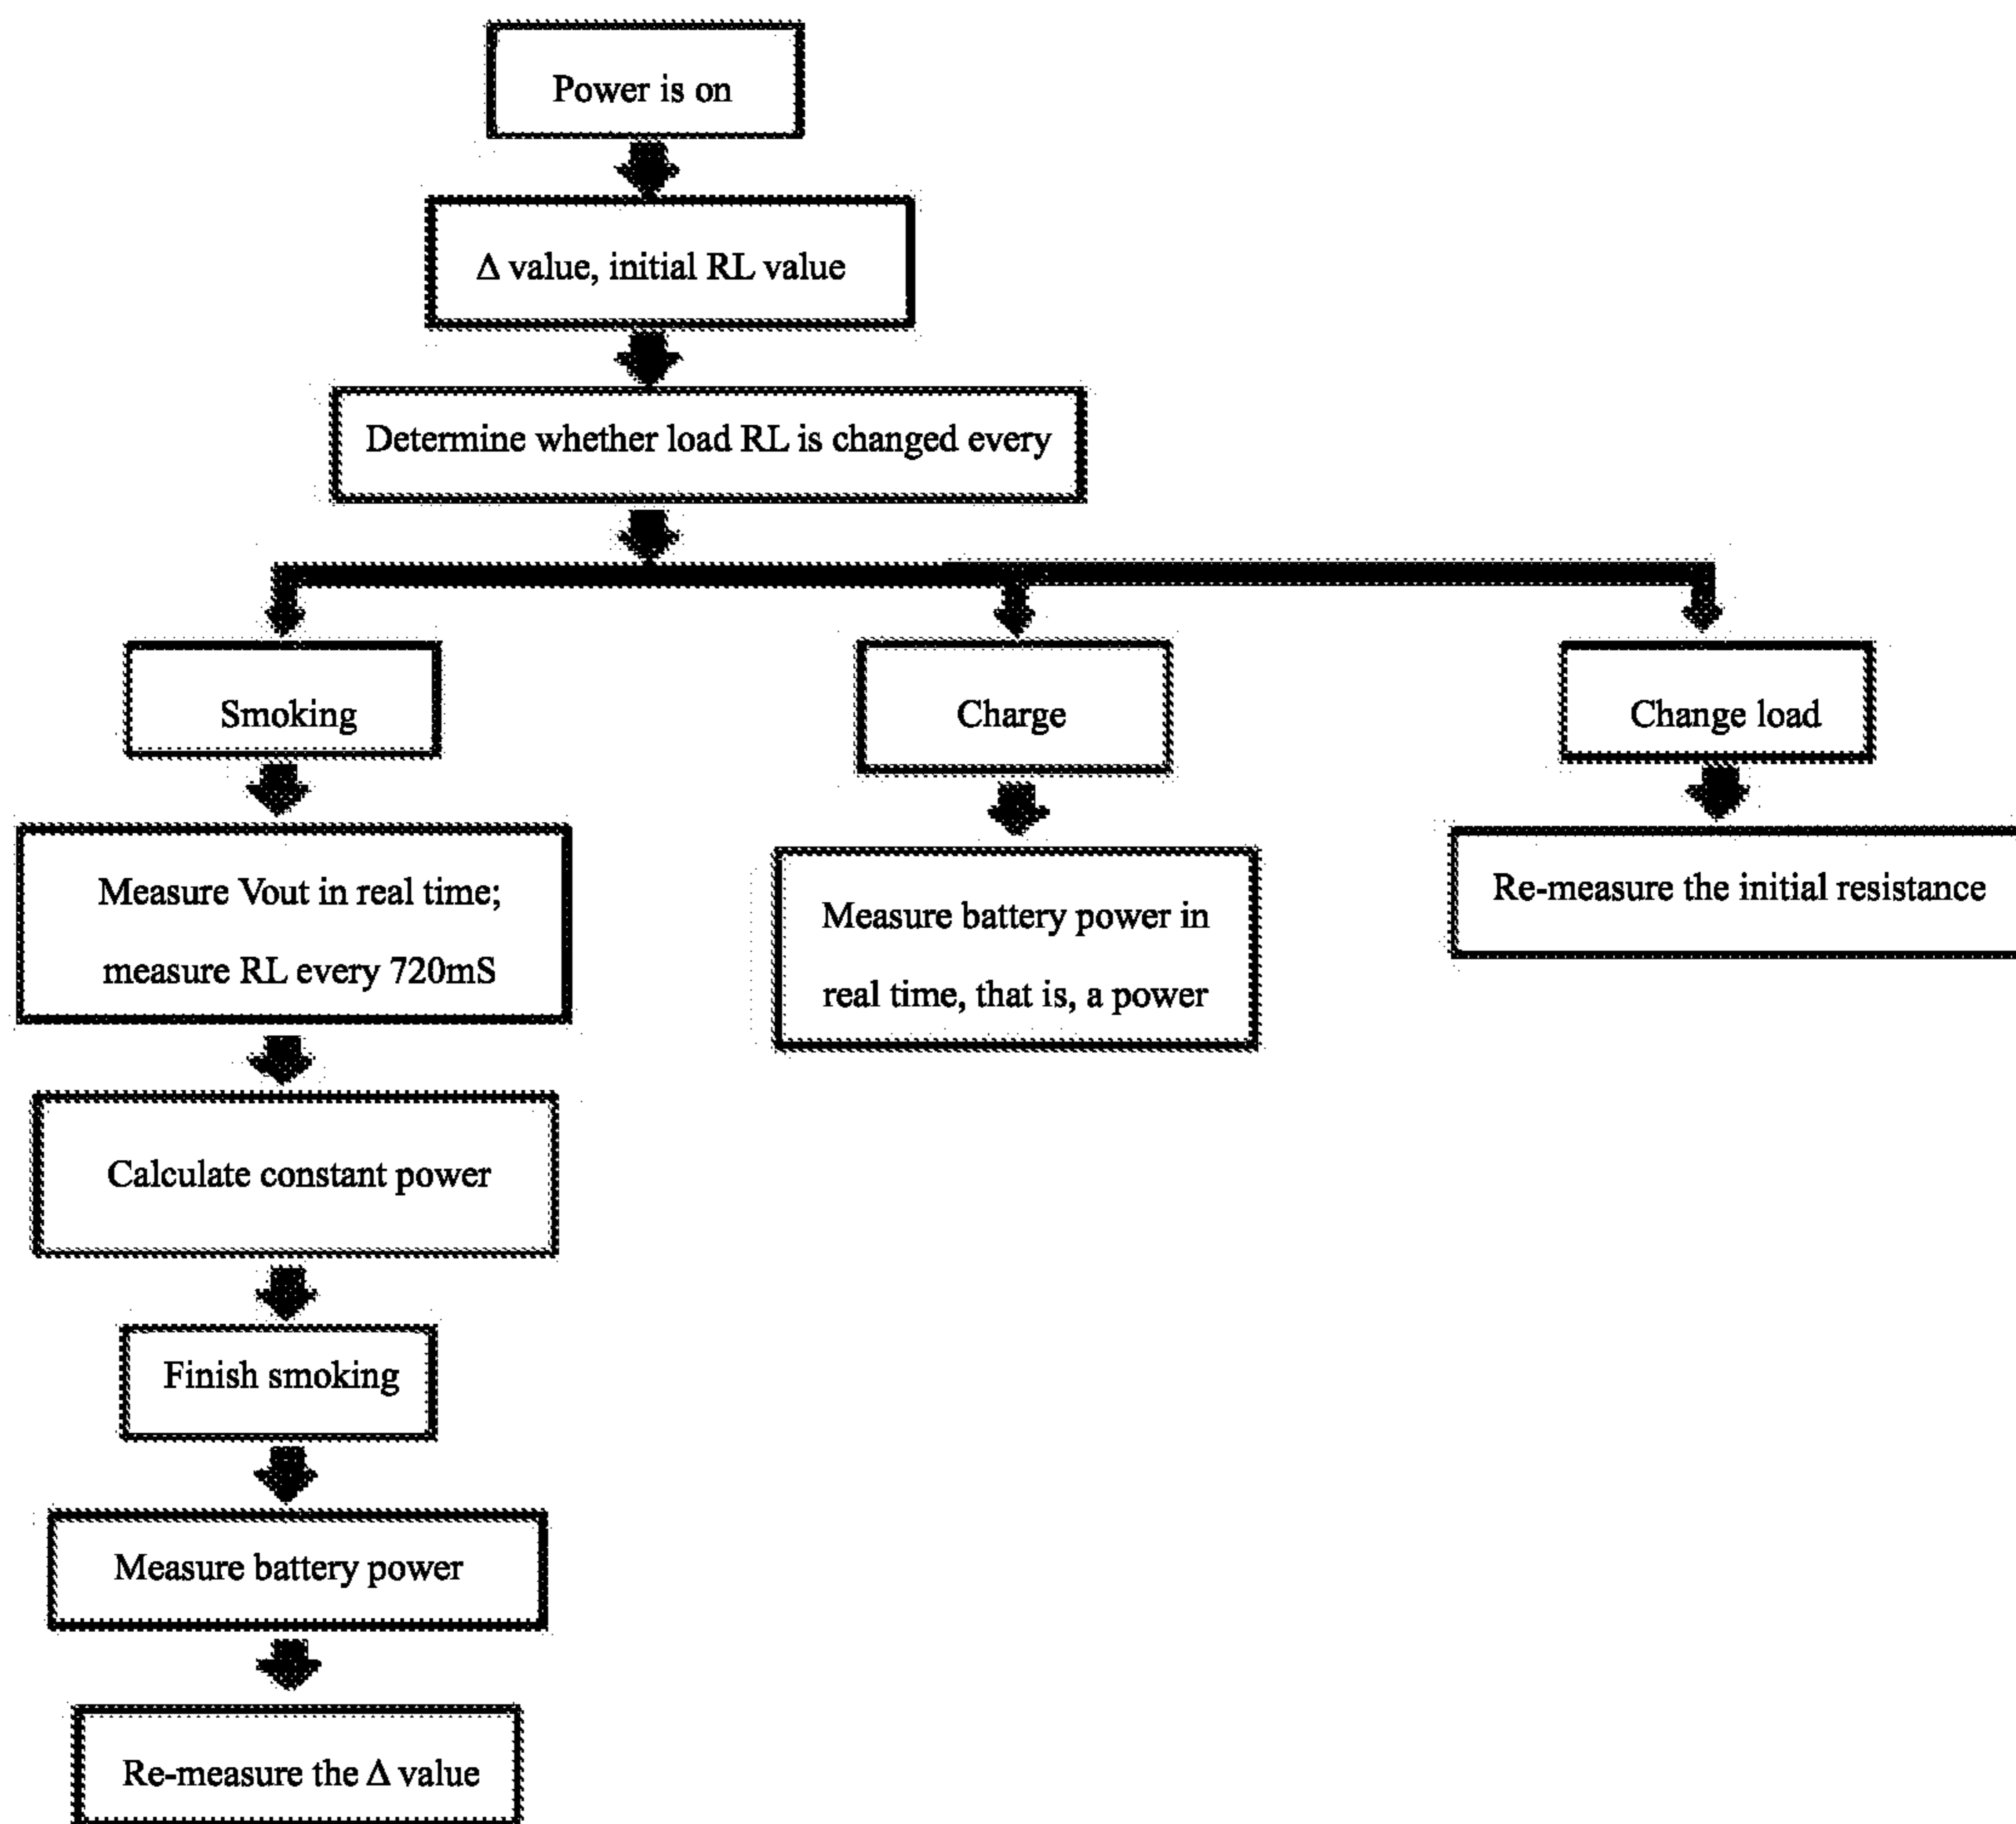 Power is on
Δ value, initial RL value
Determine whether load RL is changed every
Smoking
Measure Vout in real time;
measure RL every 720mS
Calculate constant power
Finish smoking
Measure battery power
Re-measure the Δ value
Charge
Measure battery power in
real time, that is, a power
Change load
Re-measure the initial resistance